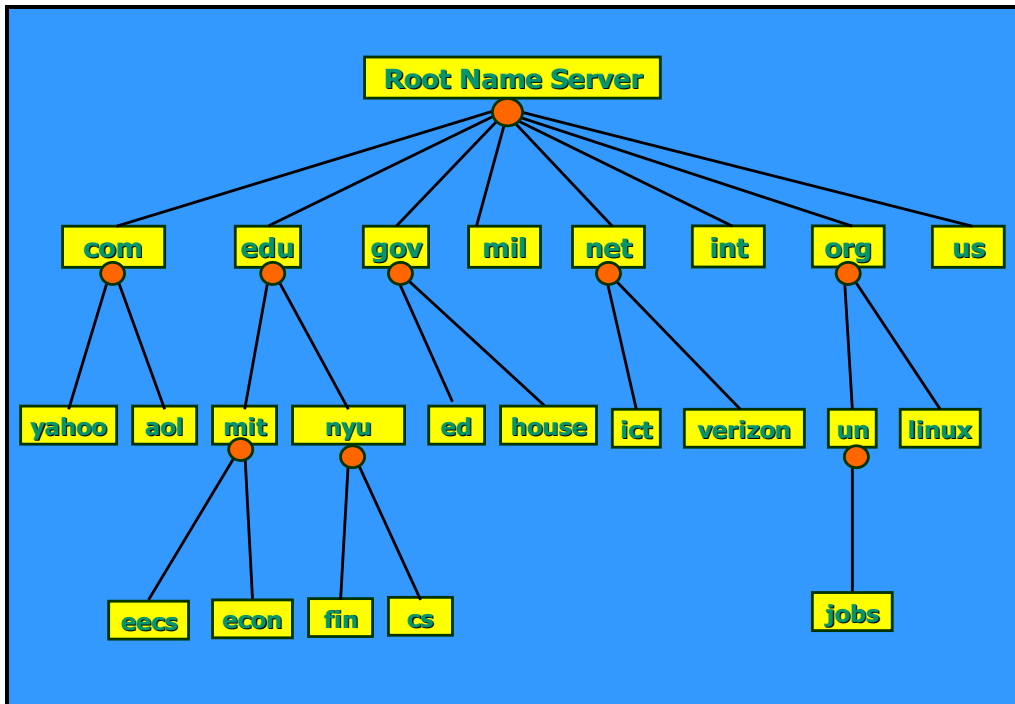 Root Name Server
com edu gov mil net int org us
yahoo aol mit nyu ed house ict verizon un linux
eecs econ fin cs jobs